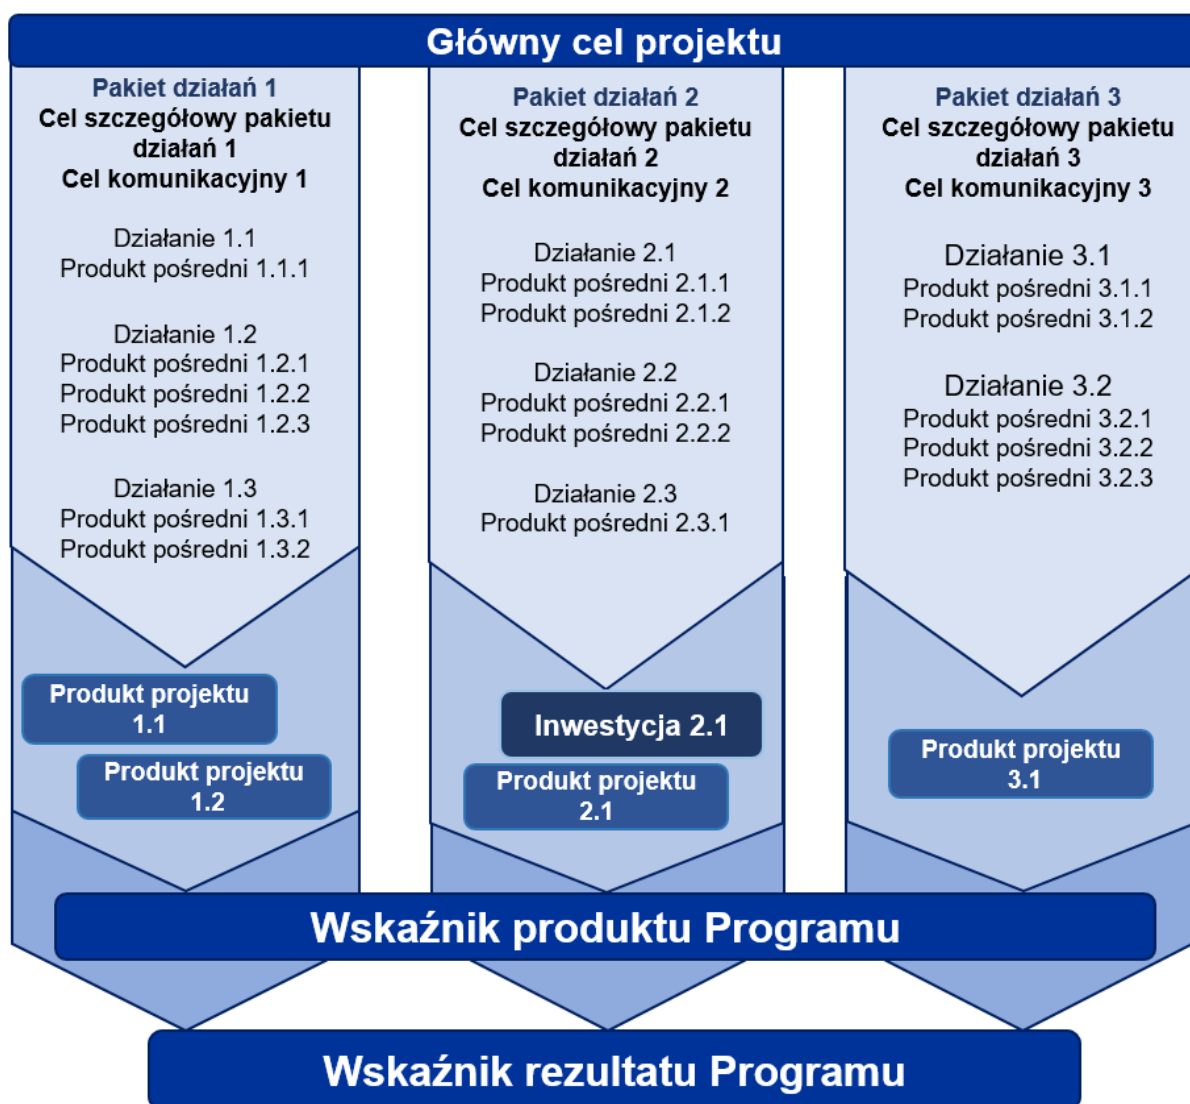 Główny cel projektu
Pakiet działań 1
Cel szczegółowy pakietu
działań 1
Cel komunikacyjny 1
Działanie 1.1
Produkt pośredni 1.1.1
Działanie 1.2
Produkt pośredni 1.2.1
Produkt pośredni 1.2.2
Produkt pośredni 1.2.3
Działanie 1.3
Produkt pośredni 1.3.1
Produkt pośredni 1.3.2
Produkt projektu
1.1
Produkt projektu
1.2
Pakiet działań 2
Cel szczegółowy pakietu
działań 2
Cel komunikacyjny 2
Działanie 2.1
Produkt pośredni 2.1.1
Produkt pośredni 2.1.2
Działanie 2.2
Produkt pośredni 2.2.1
Produkt pośredni 2.2.2
Działanie 2.3
Produkt pośredni 2.3.1
Inwestycja 2.1
Produkt projektu
2.1
Pakiet działań 3
Cel szczegółowy pakietu
działań 3
Cel komunikacyjny 3
Działanie 3.1
Produkt pośredni 3.1.1
Produkt pośredni 3.1.2
Działanie 3.2
Produkt pośredni 3.2.1
Produkt pośredni 3.2.2
Produkt pośredni 3.2.3
Produkt projektu
3.1
Wskaźnik produktu Programu
Wskaźnik rezultatu Programu